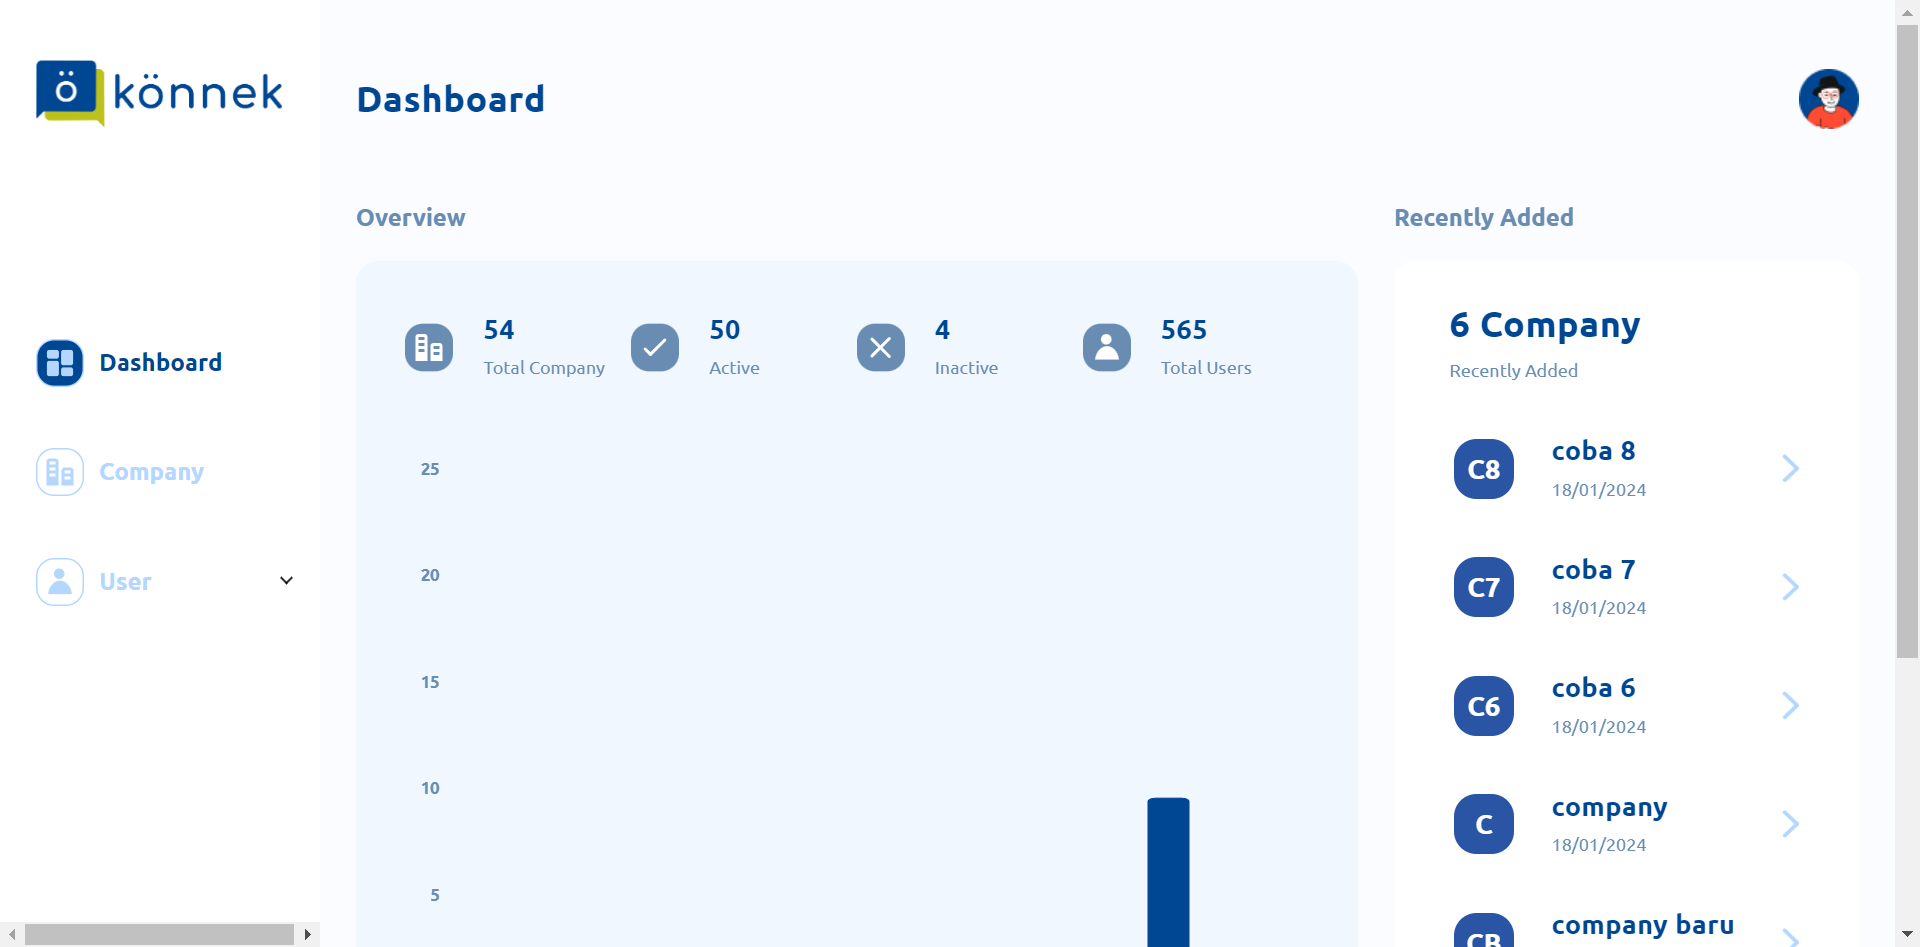 ö könnek
Dashboard
Company
User
Dashboard
Overview
54
Total Company
50
Active
4
Inactive
565
Total Users
25
20
15
10
5
Recently Added
6 Company
Recently Added
C8
coba 8
18/01/2024
C7
coba 7
18/01/2024
C6
coba 6
18/01/2024
C
company
18/01/2024
CB
company baru